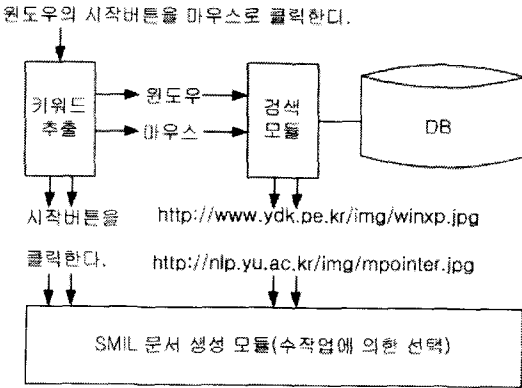 윈도우의 시작버튼을 마우스로 클릭한다.
키워드
추출
윈도우
마우스
검색
모듈
DB
시작버튼을
http://www.ydk.pe.kr/img/winxp.jpg
클릭한다.
http://nlp.yu.ac.kr/img/mpointer.jpg
SMIL 문서 생성 모듈(수작업에 의한 선택)